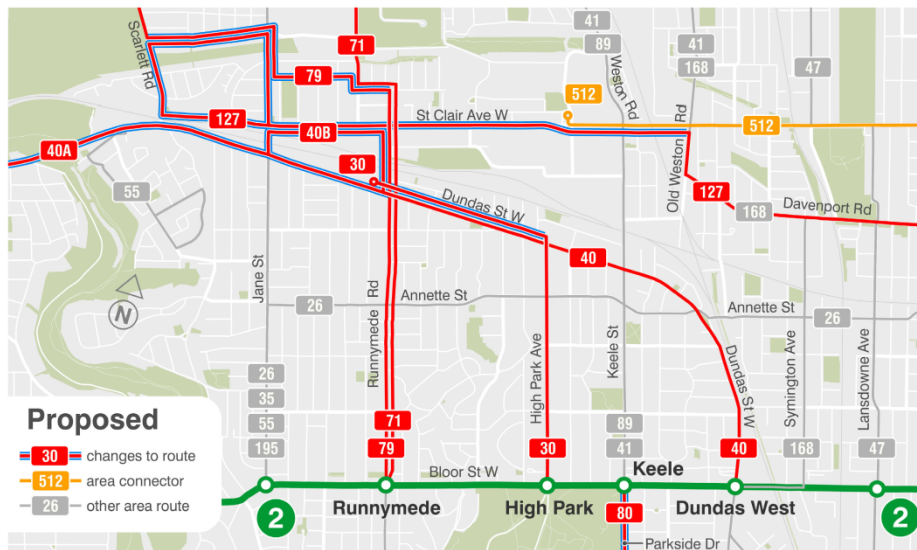 41
71
Scarlett Rd
89
Weston Rd
41
168
47
79
512
127
St Clair Ave W
512
40B
40A
30
Old Weston Rd
55
Dundas St W
127
168
Davenport Rd
40
Jane St
N
26
Annette St
Annette St
26
Runnymede Rd
High Park Ave
Keele St
Dundas St W
Symington Ave
Lansdowne Ave
26
35
55
195
Proposed
30 changes to route
512 area connector
26 other area route
71
79
30
89
41
40
168
47
Bloor St W
Keele
2
Runnymede
High Park
80
Dundas West
2
Parkside Dr